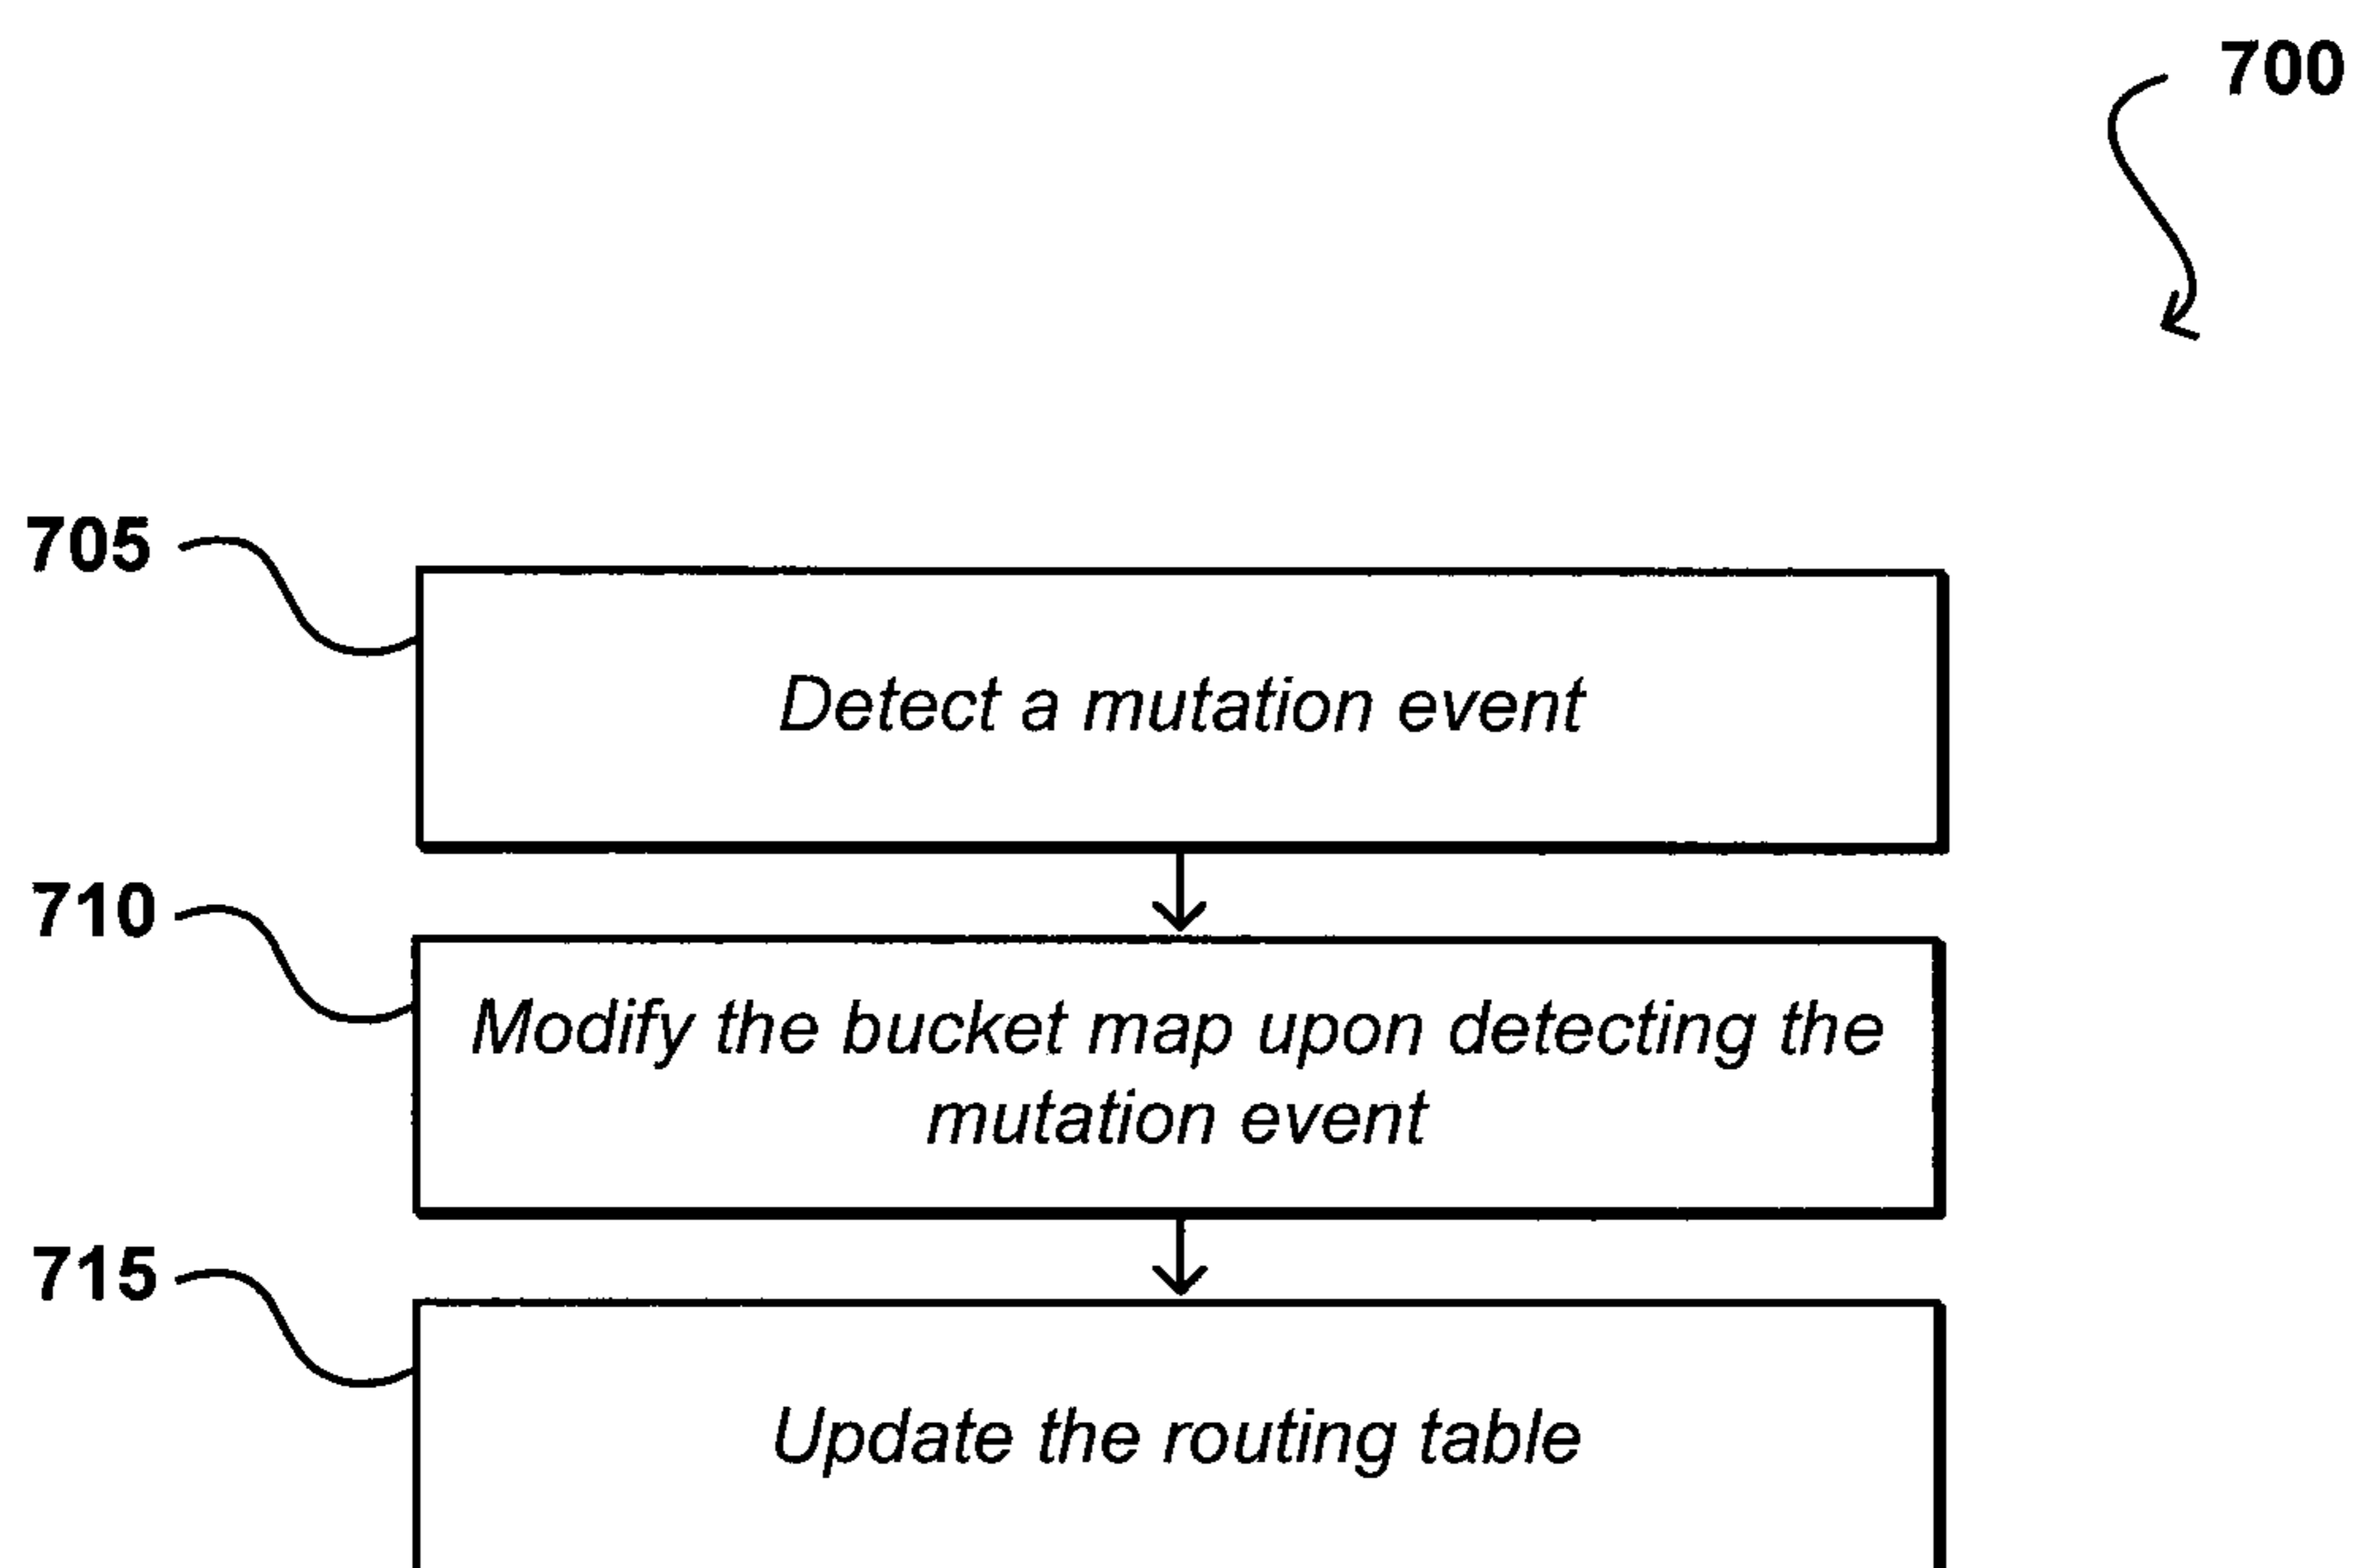 700
705
Detect a mutation event
710
Modify the bucket map upon detecting the
mutation event
715
Update the routing table